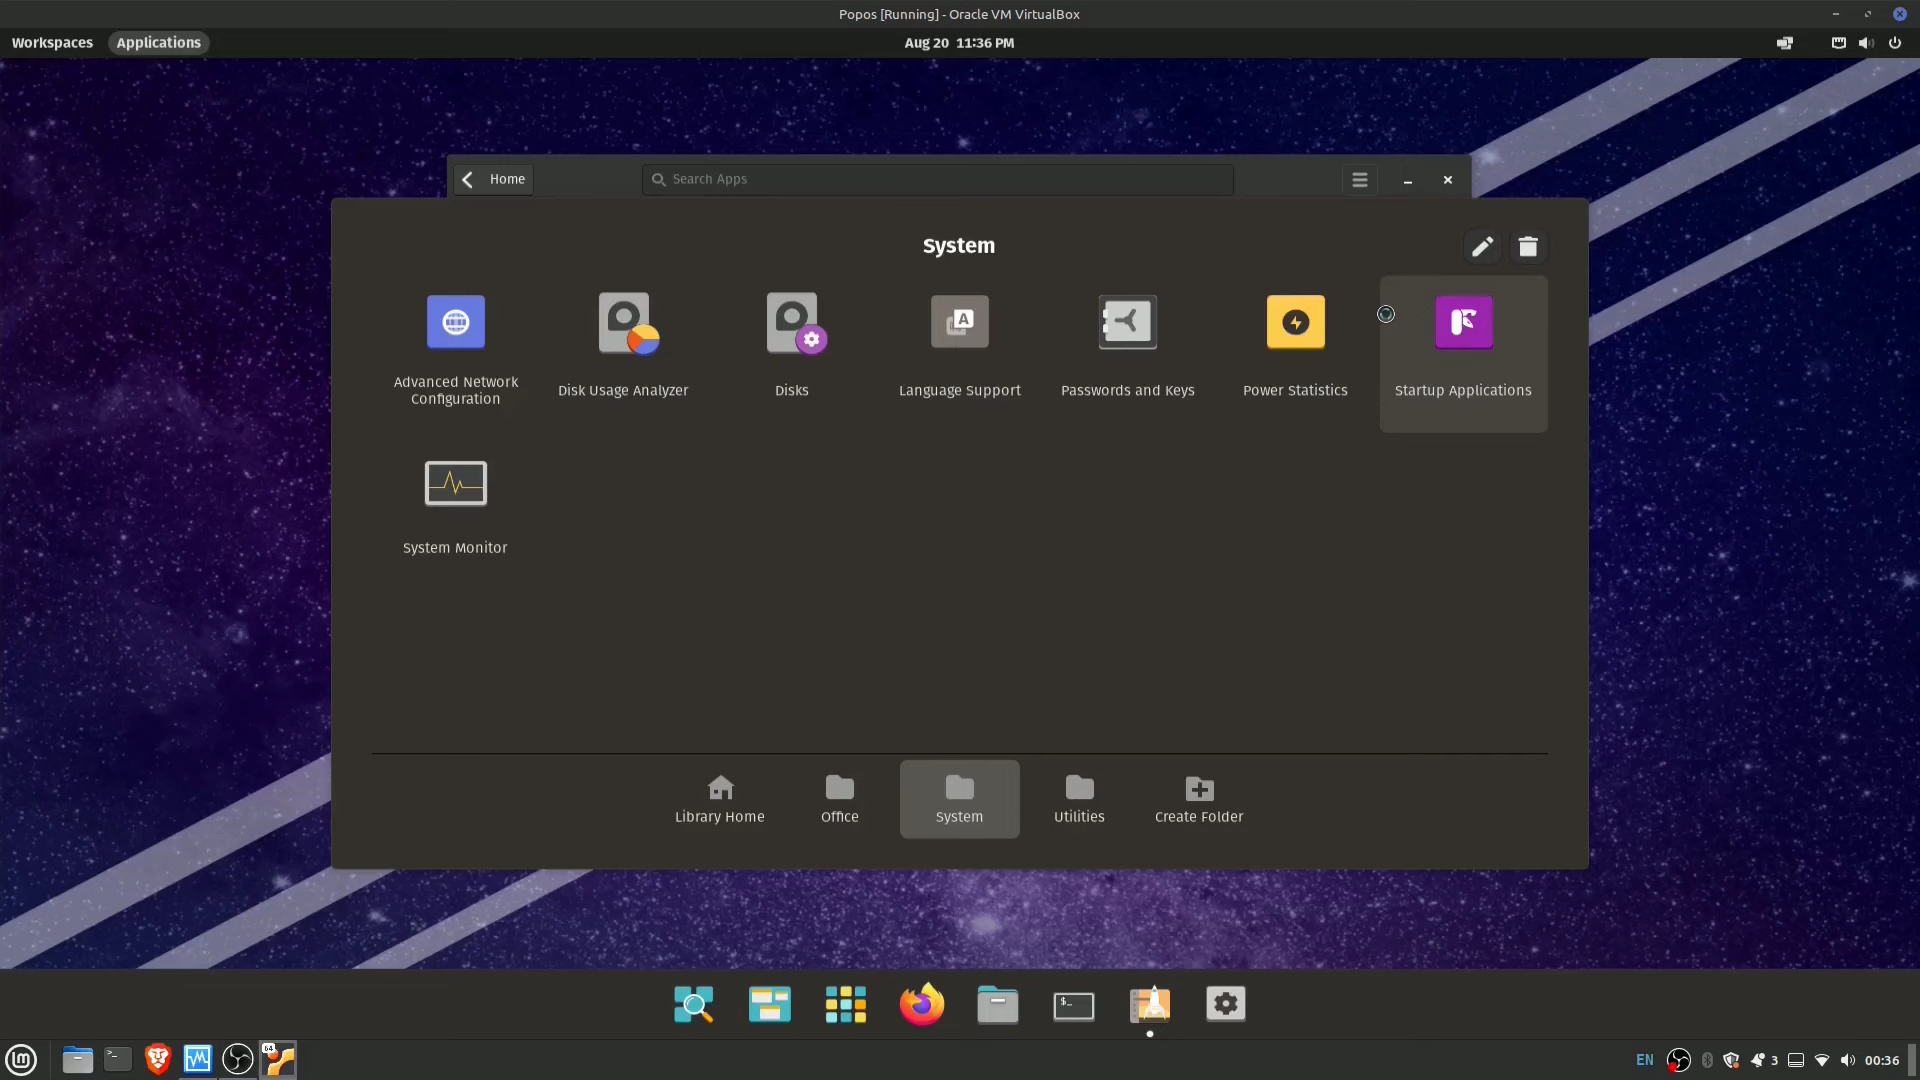 Popos [Running] - Oracle VM VirtualBox
Workspaces
Applications
Aug 20 11:36 PM
Home
Search Apps
System
A
Advanced Network
Configuration
Disk Usage Analyzer
Disks
Language Support
Passwords and Keys
Power Statistics
Startup Applications
System Monitor
Library Home
Office
System
Utilities
Create Folder
$_
lm
>_
64
EN
3
00:36